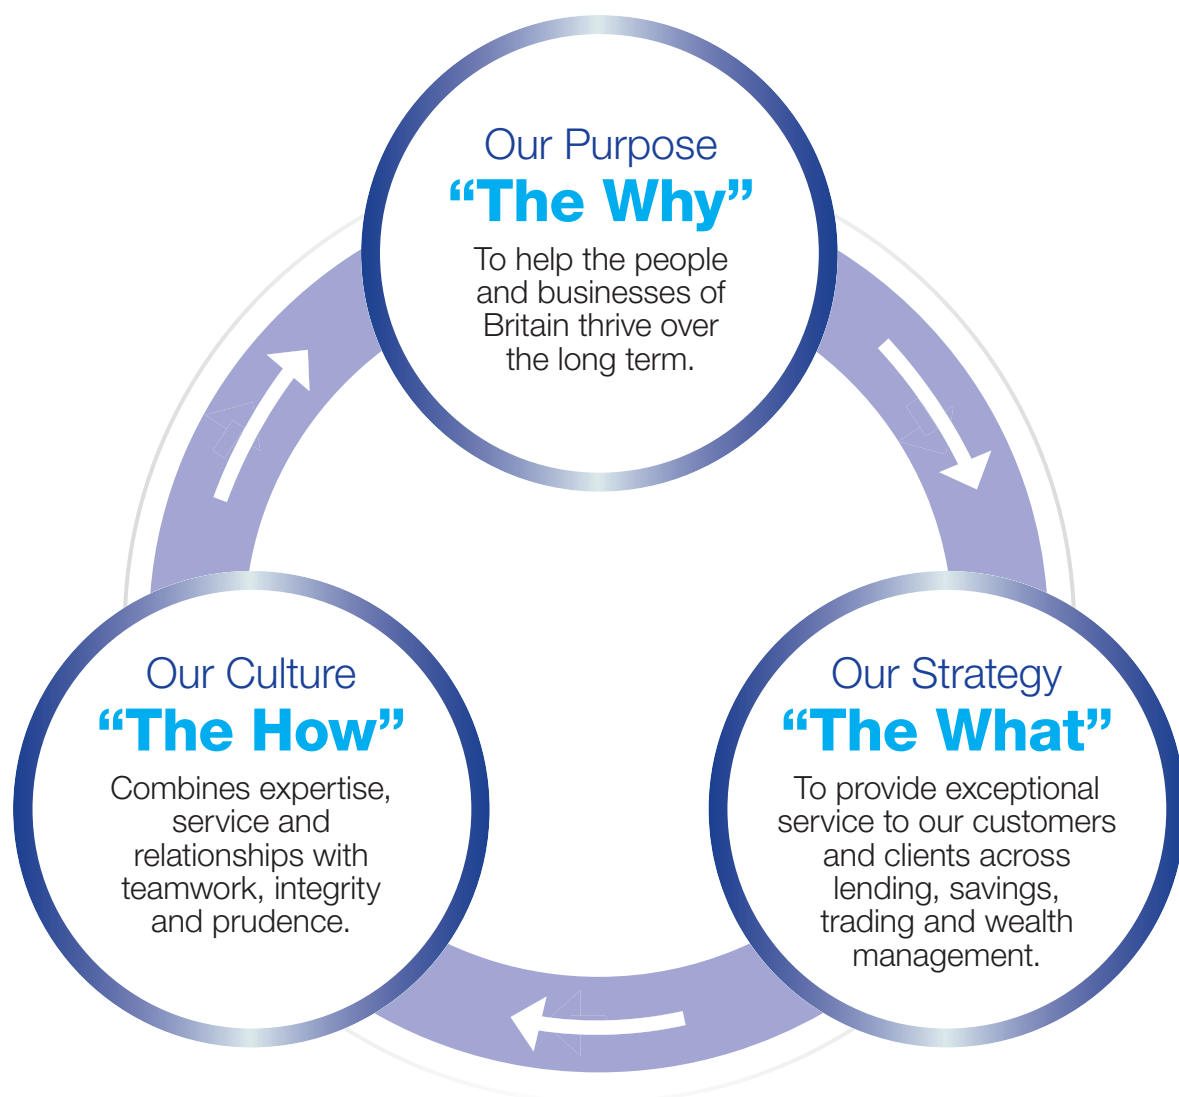 Our Purpose
“The Why”
To help the people
and businesses of
Britain thrive over
the long term.
Our Culture
“The How”
Combines expertise,
service and
relationships with
teamwork, integrity
and prudence.
Our Strategy
“The What”
To provide exceptional
service to our customers
and clients across
lending, savings,
trading and wealth
management.